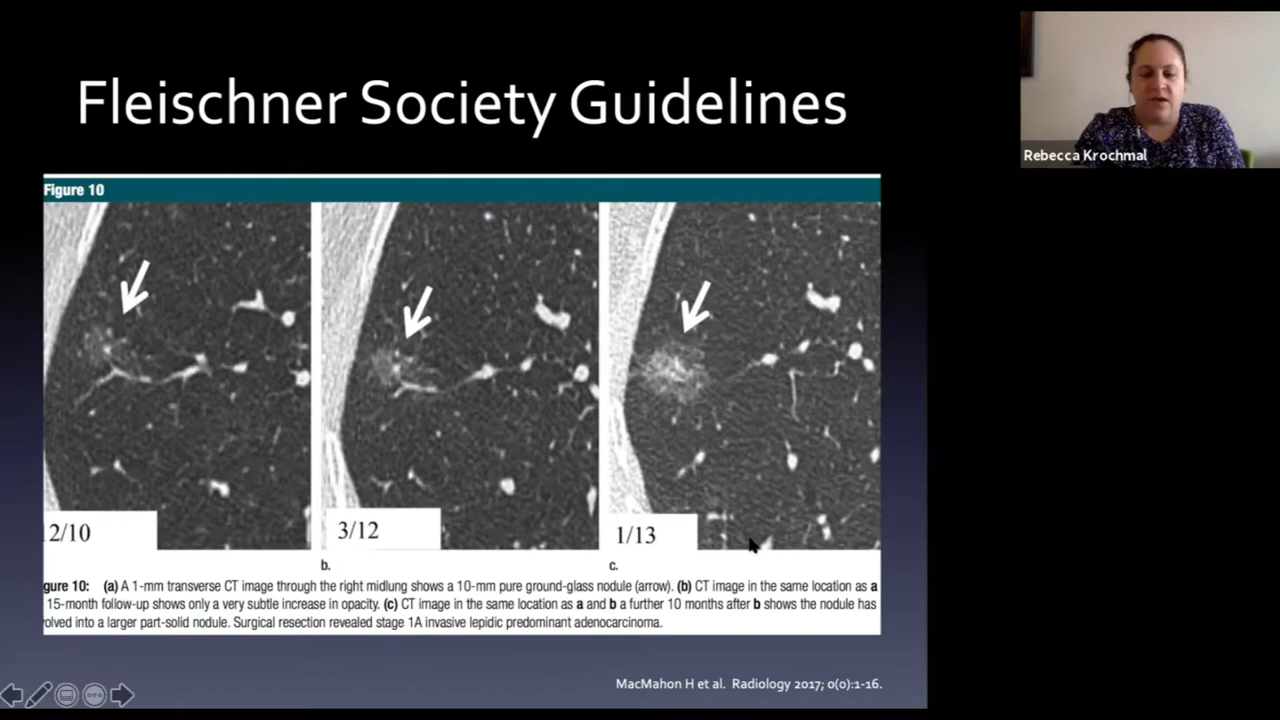 Fleischner Society Guidelines
Rebecca Krochmal
Figure 10
12/10
3/12
1/13
b.
c.
gure 10: (a) A 1-mm transverse CT image through the right midlung shows a 10-mm pure ground-glass nodule (arrow). (b) CT image in the same location as a
15-month follow-up shows only a very subtle increase in opacity. (c) CT image in the same location as a and b a further 10 months after b shows the nodule has
volved into a larger part-solid nodule. Surgical resection revealed stage 1A invasive lepidic predominant adenocarcinoma.
MacMahon H et al. Radiology 2017; 0(0):1-16.